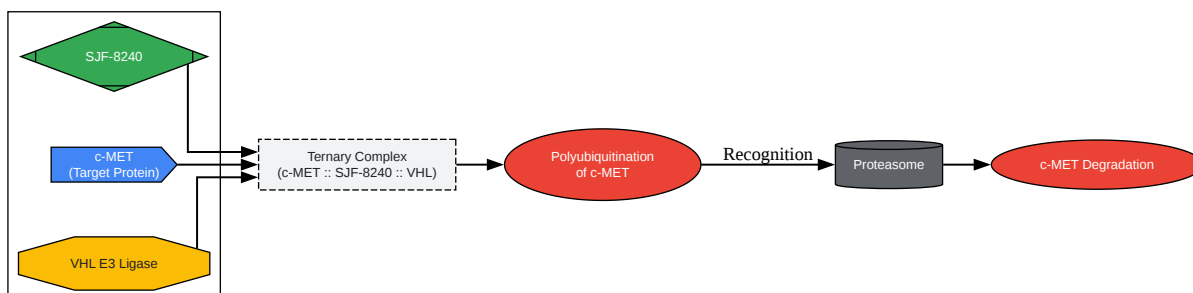 SJF-8240
c-MET
(Target Protein)
VHL E3 Ligase
Ternary Complex
(c-MET :: SJF-8240 :: VHL)
Polyubiquitination
of c-MET
Recognition
Proteasome
c-MET Degradation